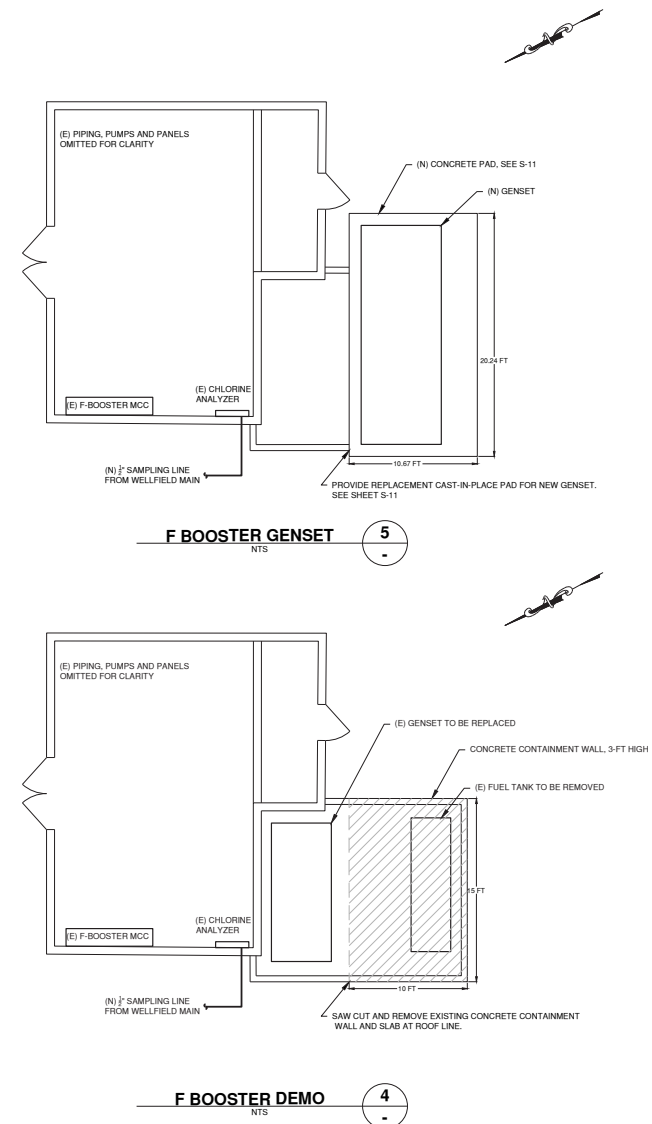 (E) PIPING, PUMPS AND PANELS
OMITTED FOR CLARITY
(N) CONCRETE PAD, SEE S-11
(N) GENSET
20.24 FT
(E) CHLORINE
ANALYZER
(E) F-BOOSTER MCC
10.67 FT
(N) ½" SAMPLING LINE
FROM WELLFIELD MAIN
PROVIDE REPLACEMENT CAST-IN-PLACE PAD FOR NEW GENSET.
SEE SHEET S-11
F BOOSTER GENSET
NTS
5
-
(E) PIPING, PUMPS AND PANELS
OMITTED FOR CLARITY
(E) GENSET TO BE REPLACED
CONCRETE CONTAINMENT WALL, 3-FT HIGH
(E) FUEL TANK TO BE REMOVED
15 FT
(E) CHLORINE
ANALYZER
(E) F-BOOSTER MCC
10 FT
(N) ½" SAMPLING LINE
FROM WELLFIELD MAIN
SAW CUT AND REMOVE EXISTING CONCRETE CONTAINMENT
WALL AND SLAB AT ROOF LINE.
F BOOSTER DEMO
NTS
4
-